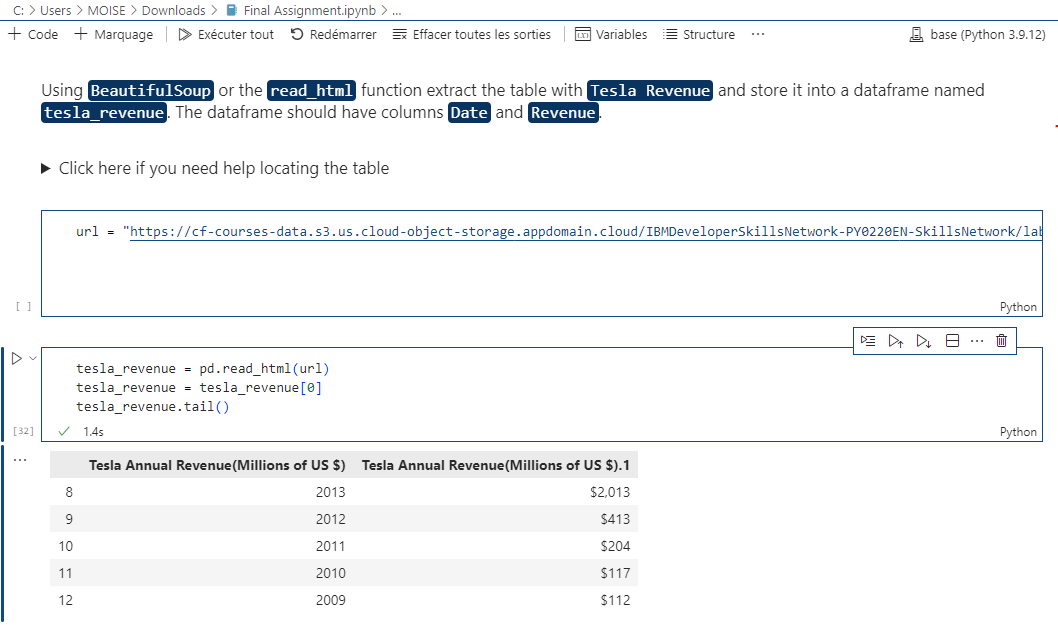 C: > Users > MOISE > Downloads > Final Assignment.ipynb > ...
+ Code + Marquage Exécuter tout Redémarrer Effacer toutes les sorties Variables Structure ... base (Python 3.9.12)
Using BeautifulSoup or the read_html function extract the table with Tesla Revenue and store it into a dataframe named
tesla_revenue. The dataframe should have columns Date and Revenue.
Click here if you need help locating the table
url = "https://cf-courses-data.s3.us.cloud-object-storage.appdomain.cloud/IBMDeveloperSkillsNetwork-PY0220EN-SkillsNetwork/lab
[ ] Python
tesla_revenue = pd.read_html(url)
tesla_revenue = tesla_revenue[0]
tesla_revenue.tail()
[32] 1.4s Python
... Tesla Annual Revenue(Millions of US $) Tesla Annual Revenue(Millions of US $).1
8 2013 $2,013
9 2012 $413
10 2011 $204
11 2010 $117
12 2009 $112